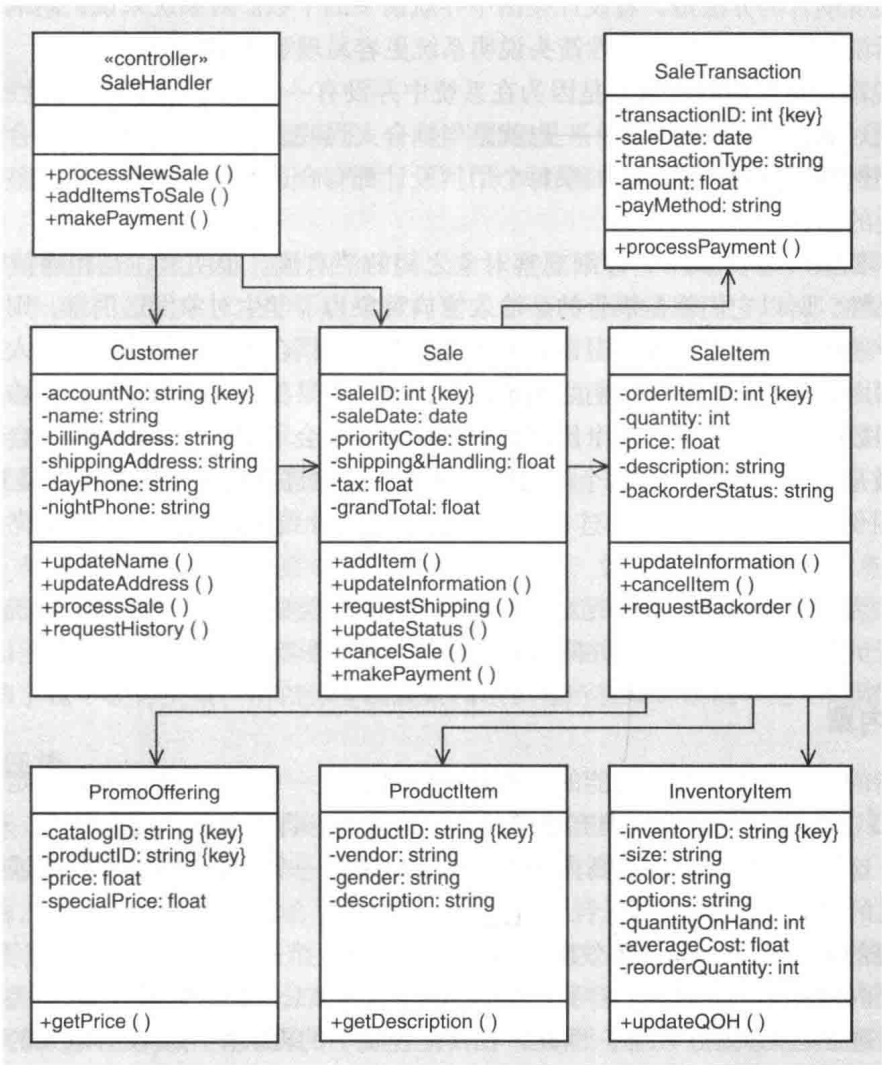 «controller»
SaleHandler
+processNewSale ( )
+addItemsToSale ( )
+makePayment ( )
SaleTransaction
-transactionID: int {key}
-saleDate: date
-transactionType: string
-amount: float
-payMethod: string
+processPayment ( )
Customer
-accountNo: string {key}
-name: string
-billingAddress: string
-shippingAddress: string
-dayPhone: string
-nightPhone: string
+updateName ( )
+updateAddress ( )
+processSale ( )
+requestHistory ( )
Sale
-saleID: int {key}
-saleDate: date
-priorityCode: string
-shipping&Handling: float
-tax: float
-grandTotal: float
+addItem ( )
+updateInformation ( )
+requestShipping ( )
+updateStatus ( )
+cancelSale ( )
+makePayment ( )
SaleItem
-orderItemID: int {key}
-quantity: int
-price: float
-description: string
-backorderStatus: string
+updateInformation ( )
+cancelItem ( )
+requestBackorder ( )
PromoOffering
-catalogID: string {key}
-productID: string {key}
-price: float
-specialPrice: float
+getPrice ( )
ProductItem
-productID: string {key}
-vendor: string
-gender: string
-description: string
+getDescription ( )
InventoryItem
-inventoryID: string {key}
-size: string
-color: string
-options: string
-quantityOnHand: int
-averageCost: float
-reorderQuantity: int
+updateQOH ( )